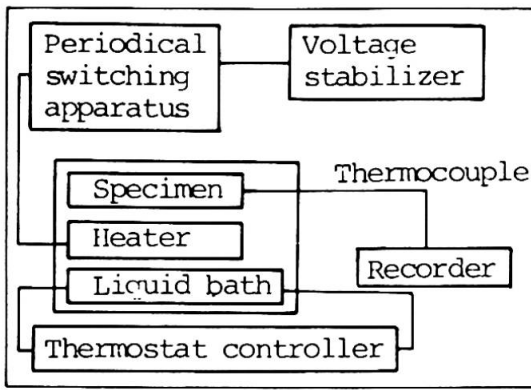 Periodical
switching
apparatus
Voltage
stabilizer
Thermocouple
Specimen
Heater
Recorder
Liquid bath
Thermostat controller